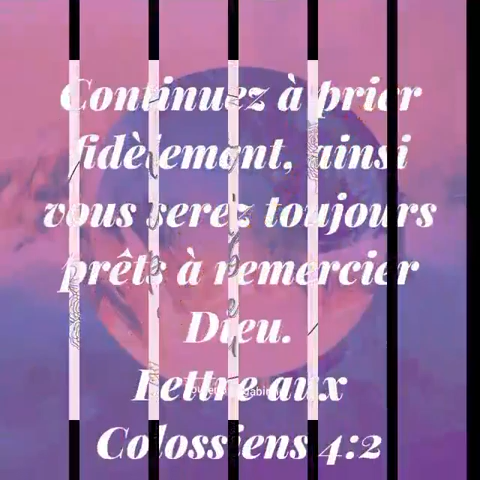 Continuez à prier
fidèlement, ainsi
vous serez toujours
prêts à remercier
Dieu.
Lettre aux
Colossiens 4:2